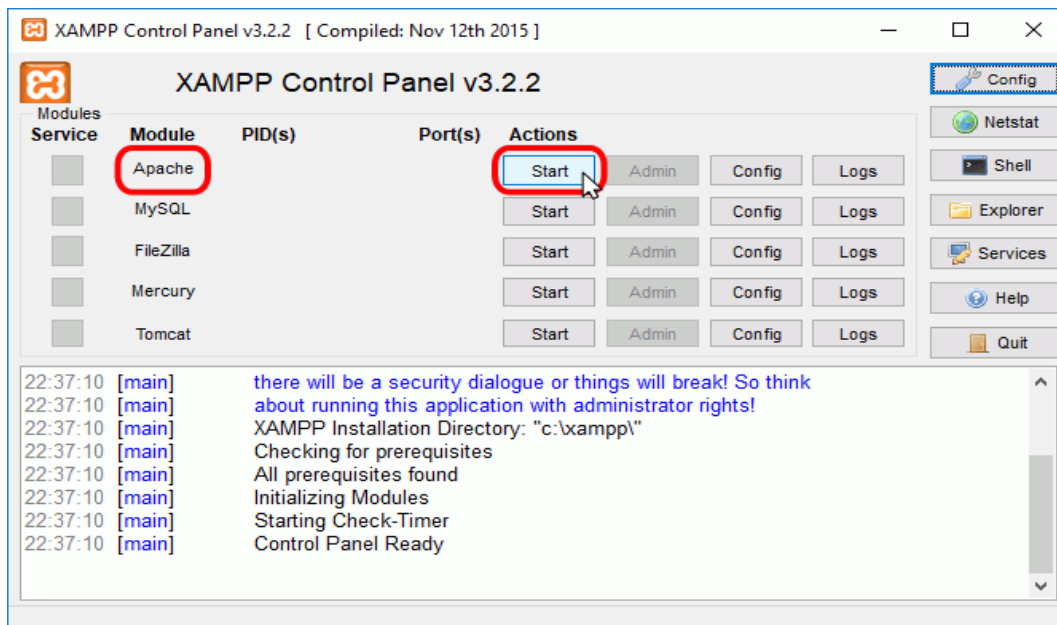 XAMPP Control Panel v3.2.2 [ Compiled: Nov 12th 2015 ]
XAMPP Control Panel v3.2.2
Config
Modules
Service Module PID(s) Port(s) Actions
Netstat
Apache Start Admin Config Logs
Shell
MySQL Start Admin Config Logs
Explorer
FileZilla Start Admin Config Logs
Services
Mercury Start Admin Config Logs
Help
Tomcat Start Admin Config Logs
Quit
22:37:10 [main] there will be a security dialogue or things will break! So think
22:37:10 [main] about running this application with administrator rights!
22:37:10 [main] XAMPP Installation Directory: "c:\xampp\"
22:37:10 [main] Checking for prerequisites
22:37:10 [main] All prerequisites found
22:37:10 [main] Initializing Modules
22:37:10 [main] Starting Check-Timer
22:37:10 [main] Control Panel Ready